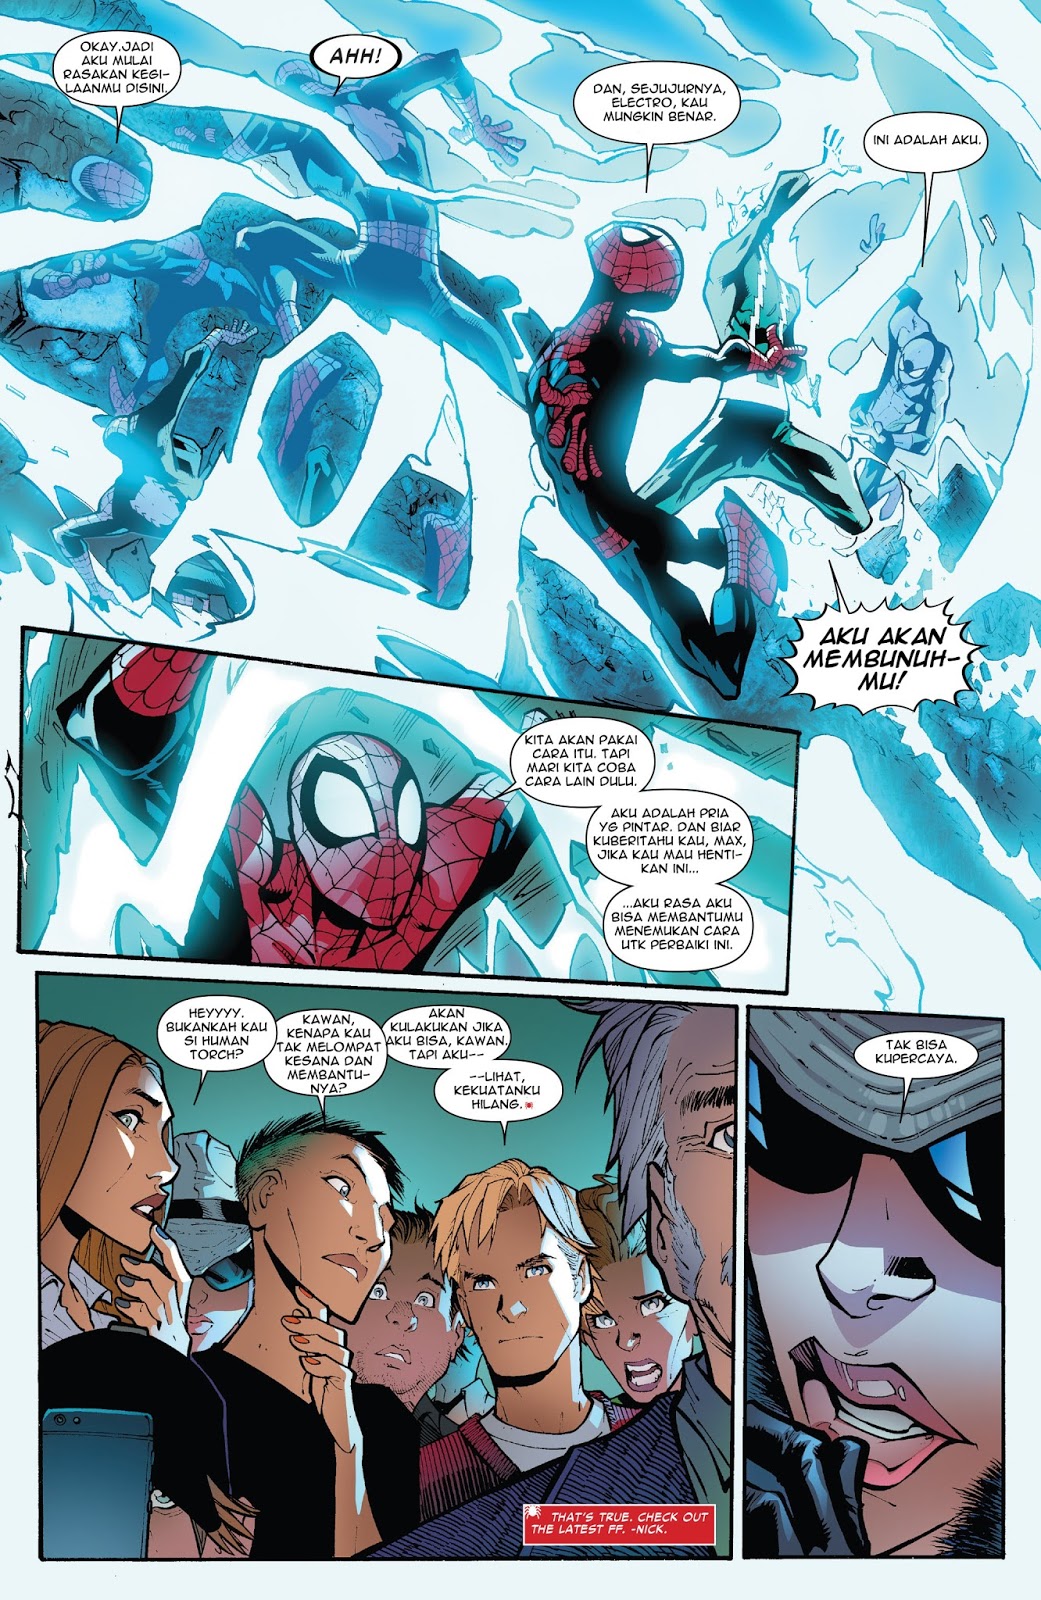 OKAY.JADI
AKU MULAI
RASAKAN KEGI-
LAANMU DISINI.
AHH!
DAN, SEJUJURNYA,
ELECTRO, KAU
MUNGKIN BENAR.
INI ADALAH AKU.
AKU AKAN
MEMBUNUH-
MU!
KITA AKAN PAKAI
CARA ITU. TAPI
MARI KITA COBA
CARA LAIN DULU.
AKU ADALAH PRIA
YG PINTAR. DAN BIAR
KUBERITAHU KAU, MAX,
JIKA KAU MAU HENTI-
KAN INI...
...AKU RASA AKU
BISA MEMBANTUMU
MENEMUKAN CARA
UTK PERBAIKI INI.
HEYYYY.
BUKANKAH KAU
SI HUMAN
TORCH?
KAWAN,
KENAPA KAU
TAK MELOMPAT
KESANA DAN
MEMBANTU-
NYA?
AKAN
KULAKUKAN JIKA
AKU BISA, KAWAN.
TAPI AKU--
--LIHAT,
KEKUATANKU
HILANG.
THAT'S TRUE. CHECK OUT
THE LATEST FF. -NICK.
TAK BISA
KUPERCAYA.